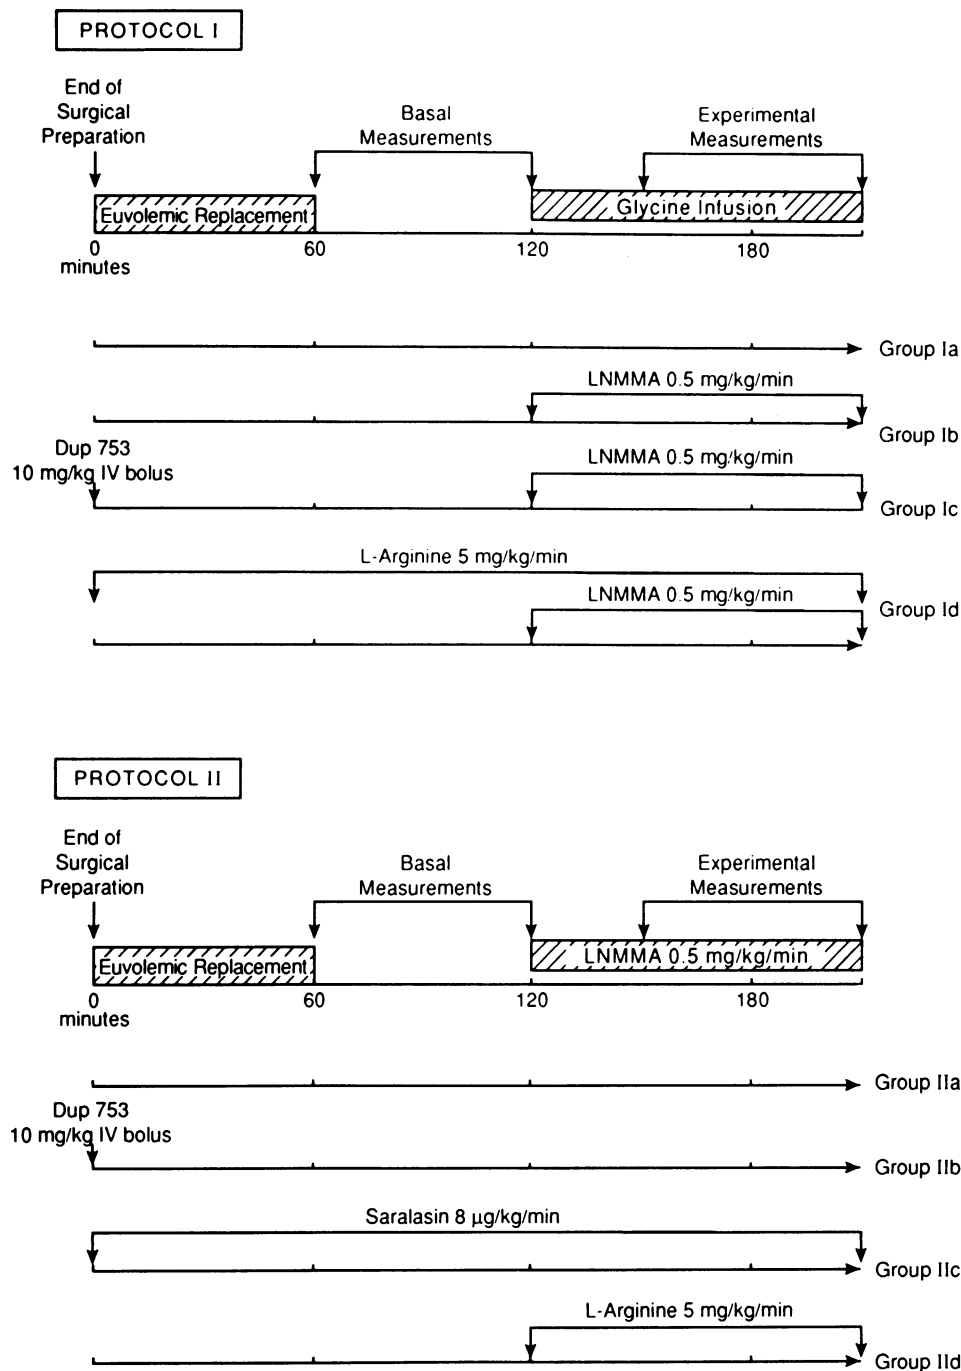 PROTOCOL I
End of
Surgical
Preparation
Basal
Measurements
Experimental
Measurements
Euvolemic Replacement
Glycine Infusion
0
60
120
180
minutes
Group Ia
LNMMA 0.5 mg/kg/min
Group Ib
Dup 753
10 mg/kg IV bolus
LNMMA 0.5 mg/kg/min
Group Ic
L-Arginine 5 mg/kg/min
LNMMA 0.5 mg/kg/min
Group Id
PROTOCOL II
End of
Surgical
Preparation
Basal
Measurements
Experimental
Measurements
Euvolemic Replacement
LNMMA 0.5 mg/kg/min
0
60
120
180
minutes
Group IIa
Dup 753
10 mg/kg IV bolus
Group IIb
Saralasin 8 μg/kg/min
Group IIc
L-Arginine 5 mg/kg/min
Group IId